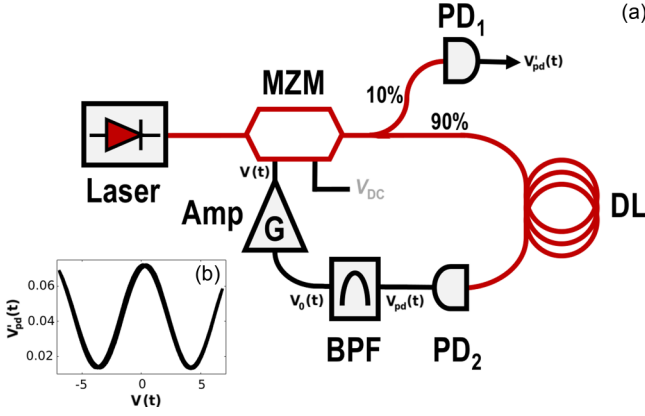 (a)
PD1
V'pd(t)
MZM
10%
90%
Laser
V(t)
VDC
Amp
G
DL
(b)
V'pd(t)
0.06
0.04
0.02
-5
0
5
V(t)
V0(t)
Vpd(t)
BPF
PD2